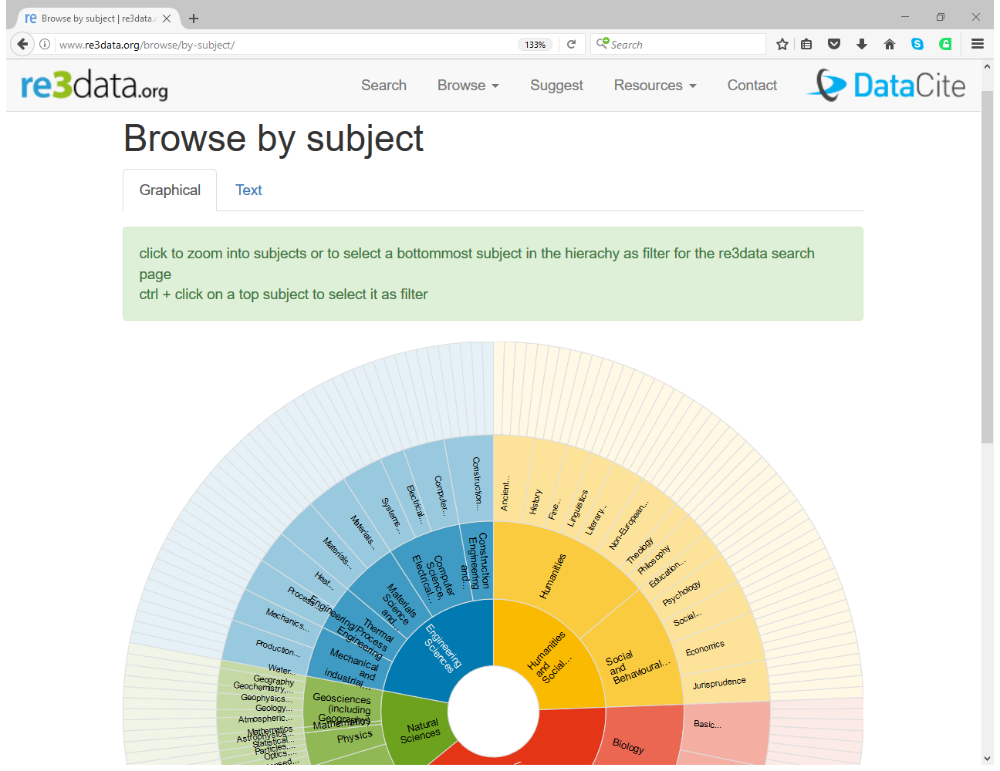 re Browse by subject | re3data.
www.re3data.org/browse/by-subject/
133%
Search
re3data.org
Search
Browse
Suggest
Resources
Contact
DataCite
Browse by subject
Graphical
Text
click to zoom into subjects or to select a bottommost subject in the hierachy as filter for the re3data search
page
ctrl + click on a top subject to select it as filter
Construction...
Computer...
Electrical...
Systems...
Materials...
Materials...
Heat...
Process...
Mechanics...
Production...
Water...
Geography
Geochemistry,...
Geophysics...
Geology...
Atmospheric...
Mathematics
Astrophysics...
Statistical...
Particles...
Optics,...
Ancient...
History
Fine...
Linguistics
Literary...
Non-European...
Theology
Philosophy
Education...
Psychology
Social...
Economics
Jurisprudence
Basic...
Construction
Engineering
and...
Computer
Science,
Electrical...
Materials
Science
and...
Thermal
Engineering/Process
Engineering
Mechanical
and
industrial...
Geosciences
(including
Geography)
Mathematics
Physics
Humanities
Social
and
Behavioural...
Biology
Engineering
Sciences
Humanities
and
Social...
Natural
Sciences